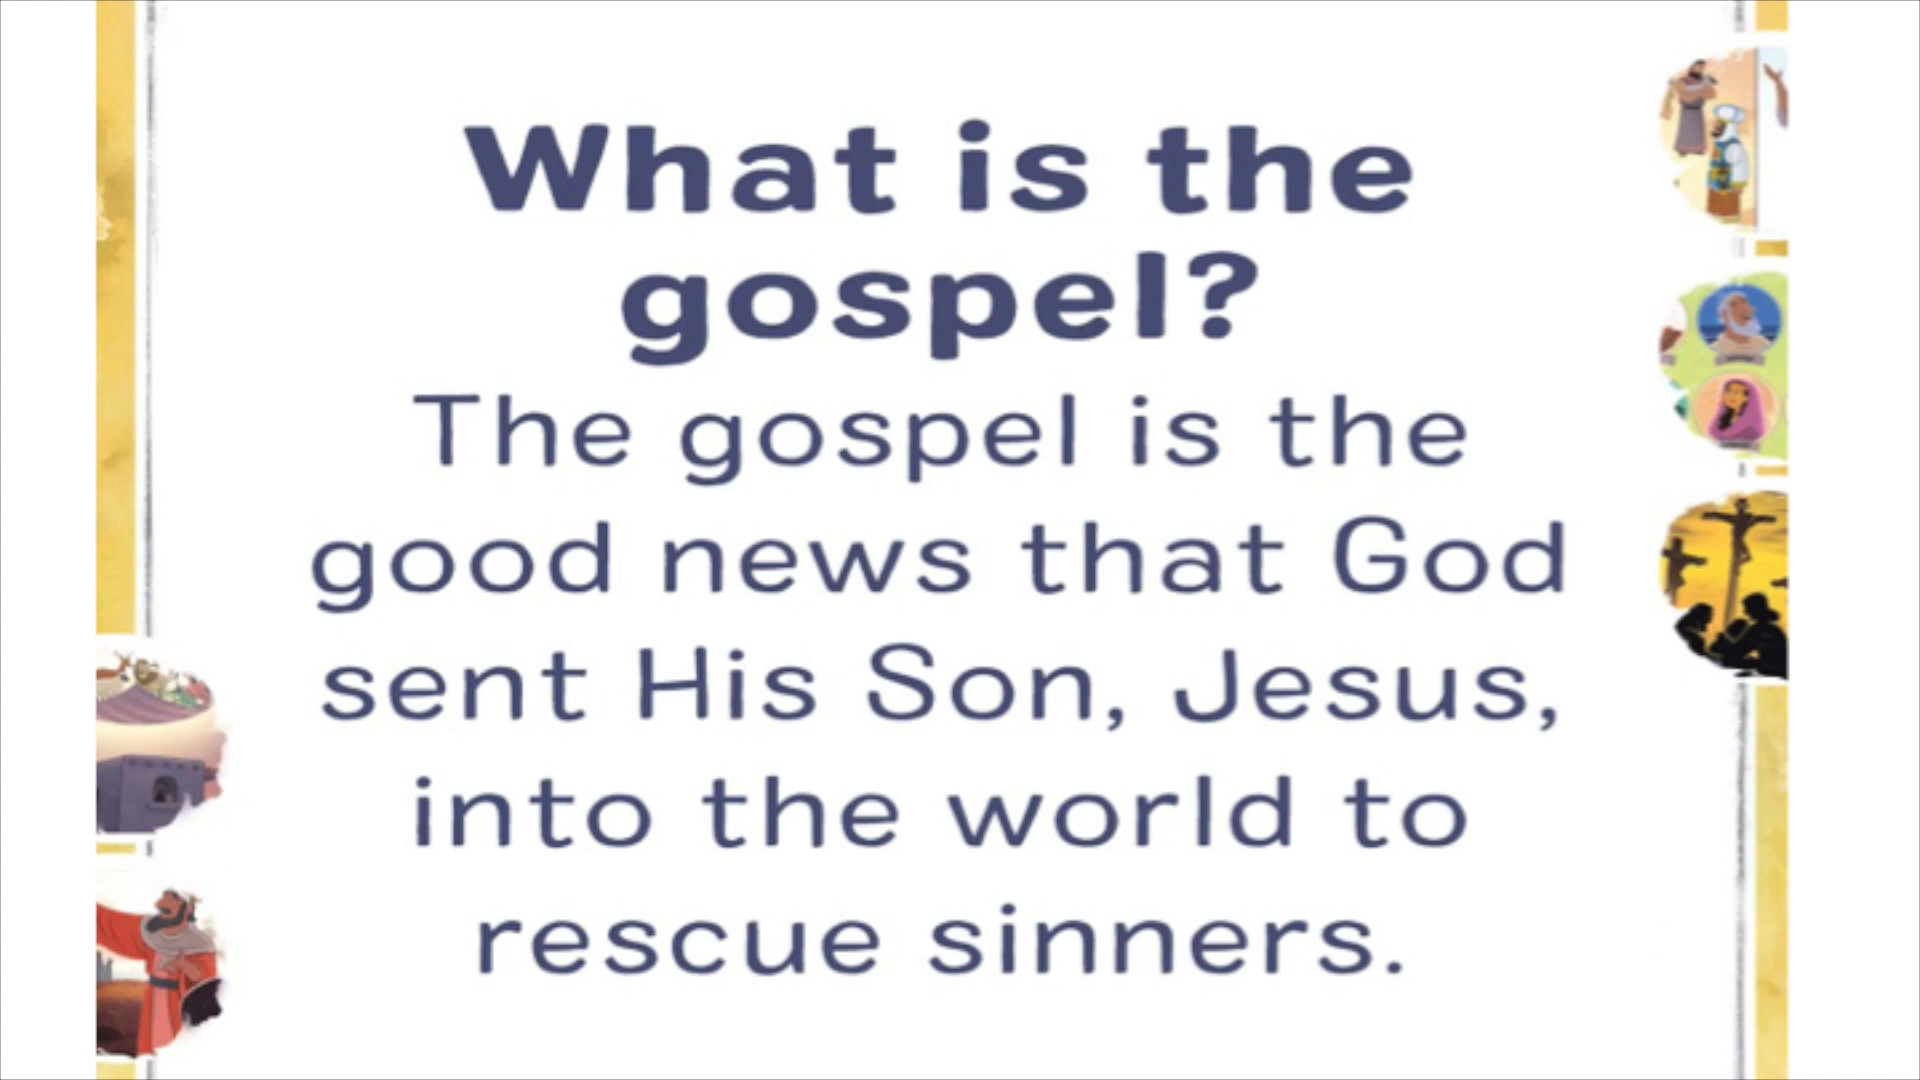 What is the
gospel?
The gospel is the
good news that God
sent His Son, Jesus,
into the world to
rescue sinners.